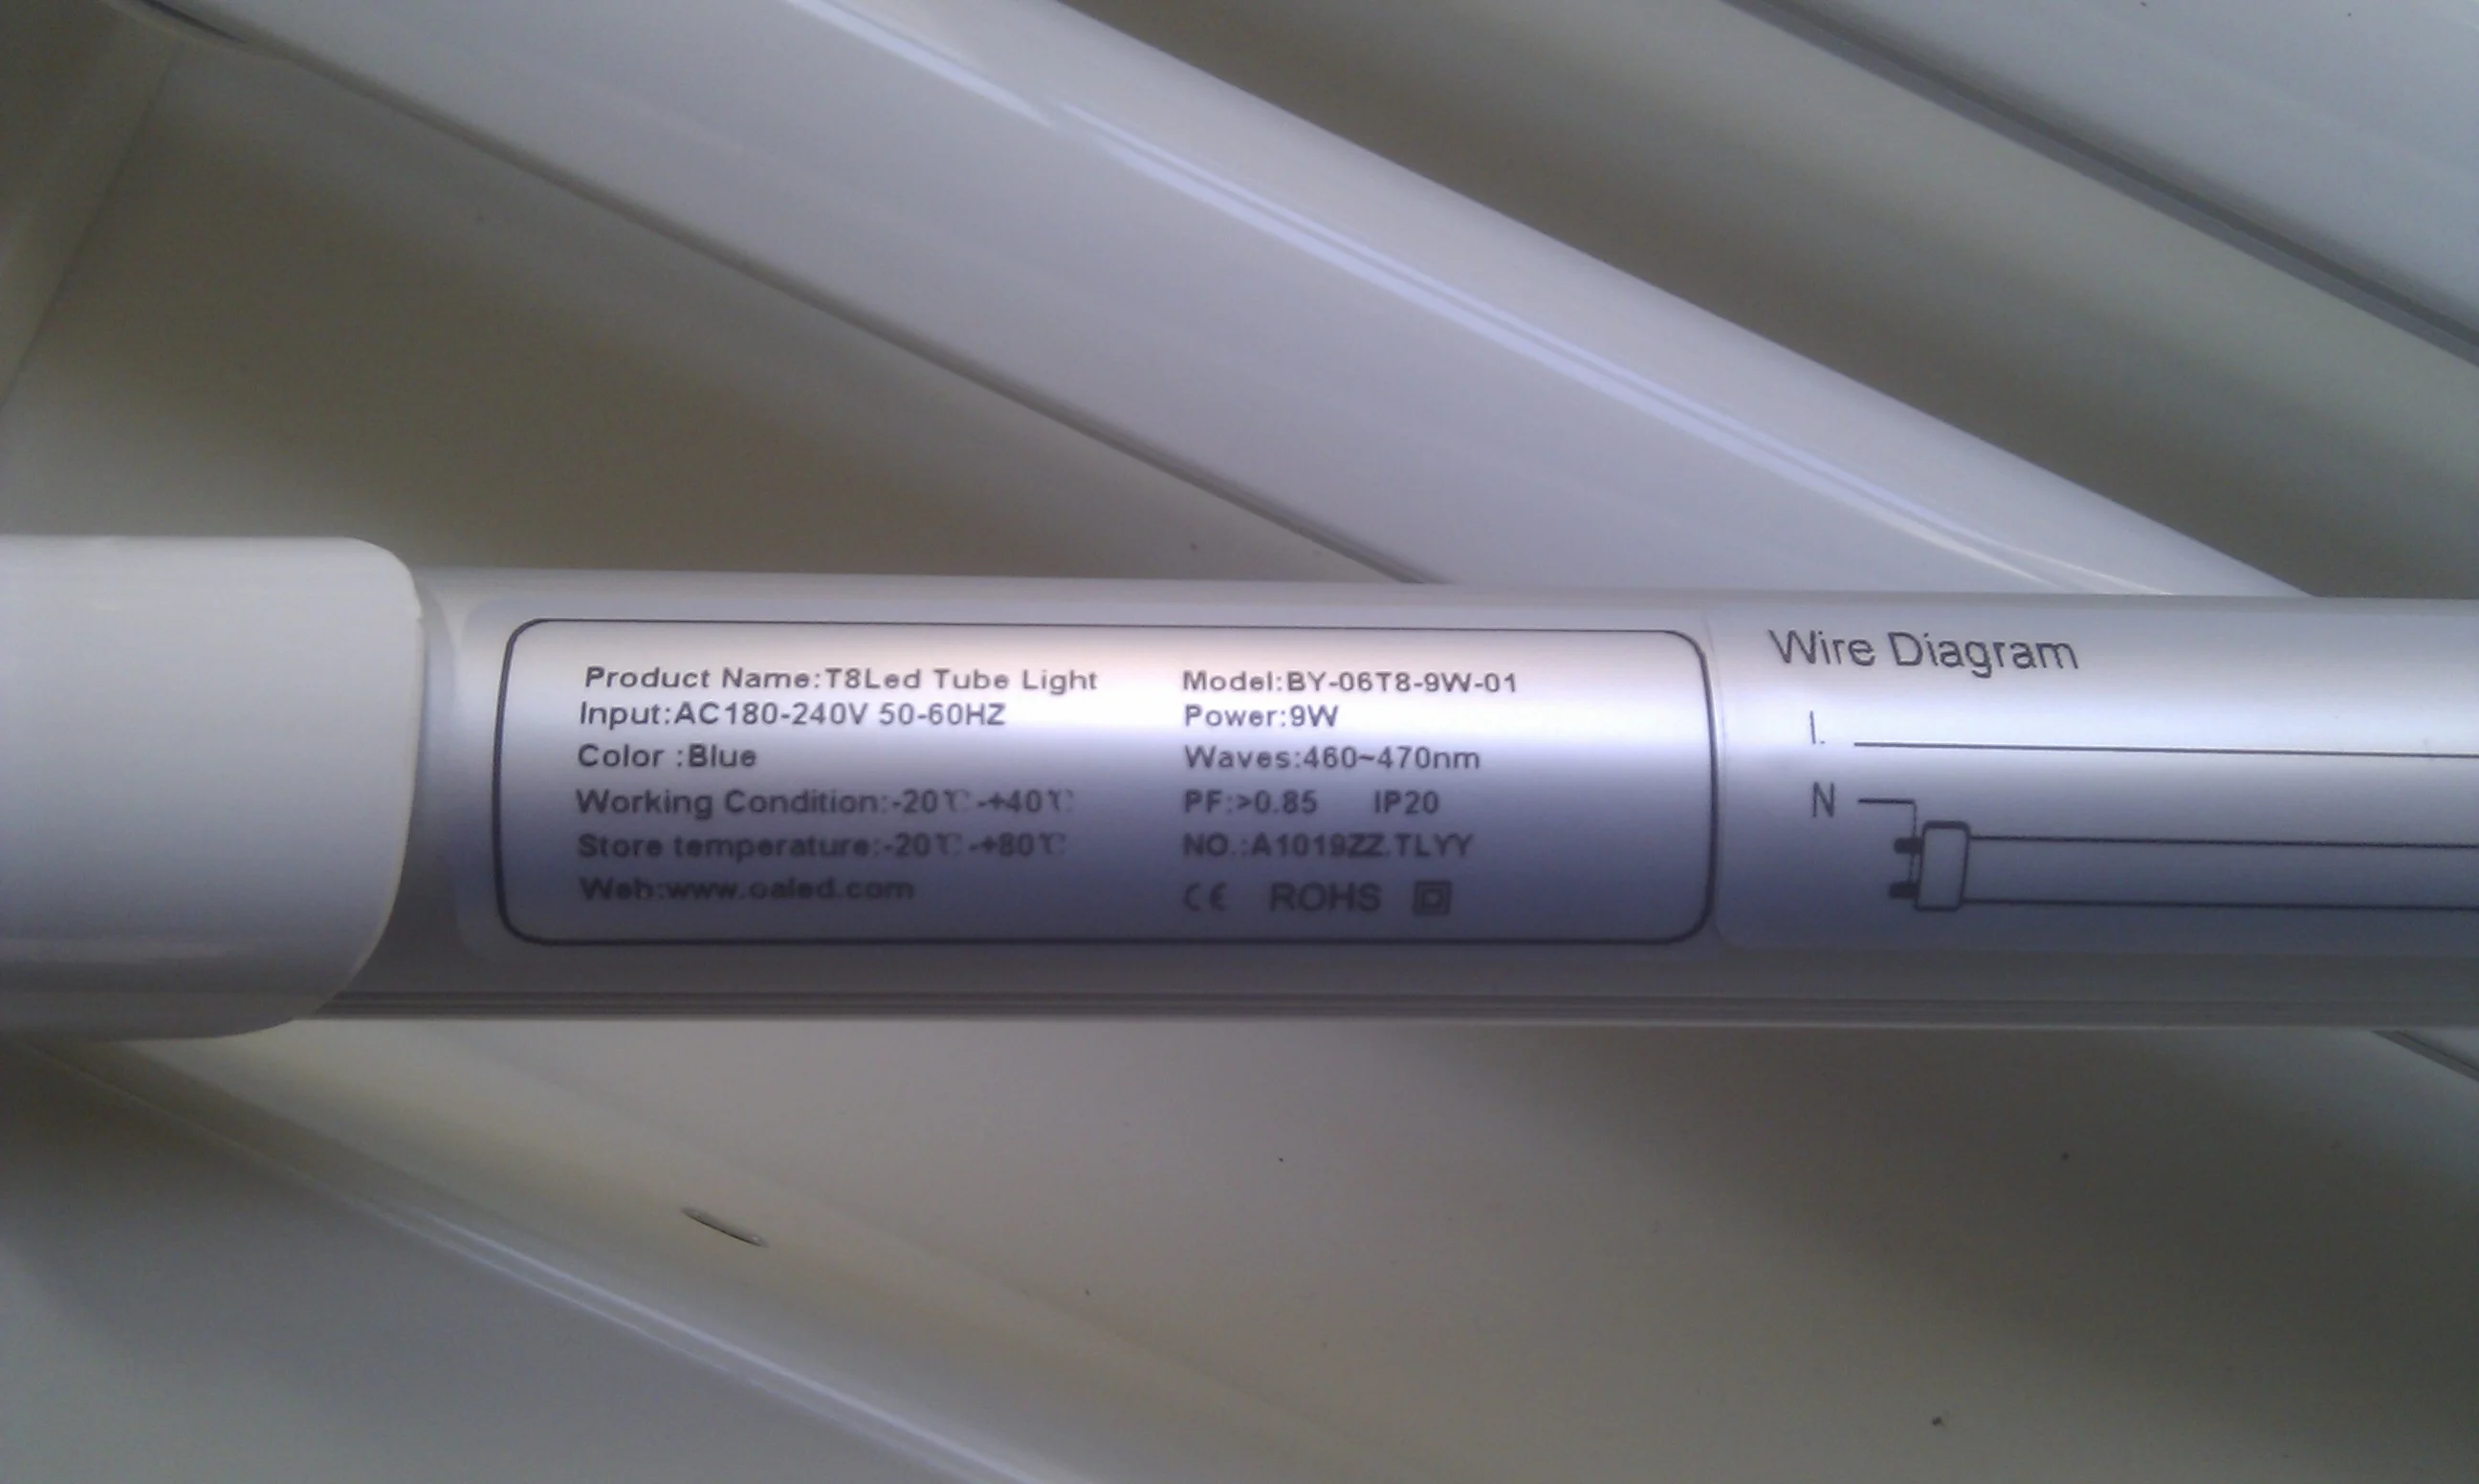 Product Name:T8Led Tube Light
Input:AC180-240V 50-60HZ
Color :Blue
Working Condition:-20℃-+40℃
Store temperature:-20℃-+80℃
Web:www.oaled.com
Model:BY-06T8-9W-01
Power:9W
Waves:460~470nm
PF:>0.85 IP20
NO.:A1019ZZ.TLYY
CE ROHS
Wire Diagram
L
N